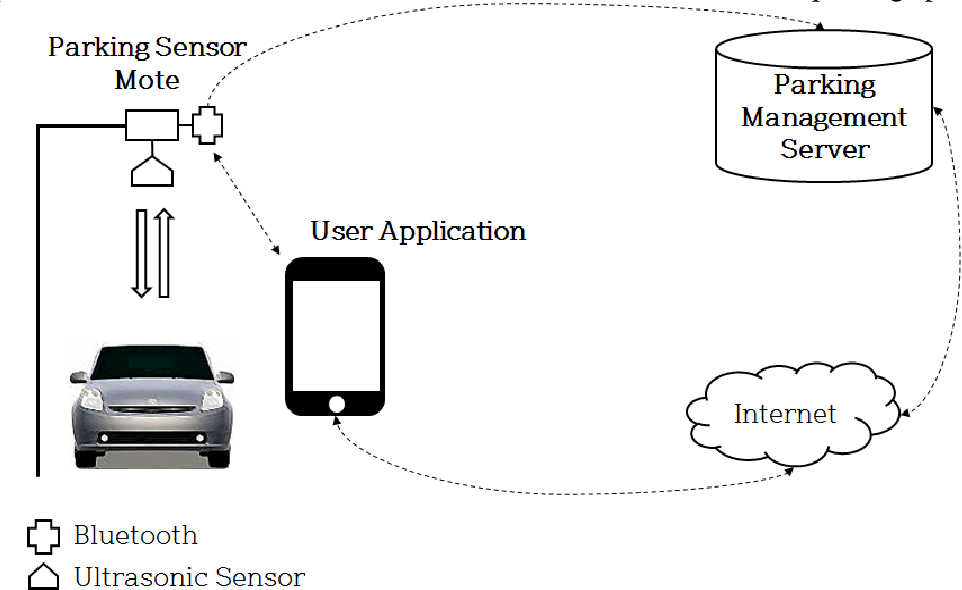 Parking Sensor
Mote
Parking
Management
Server
User Application
Internet
Bluetooth
Ultrasonic Sensor